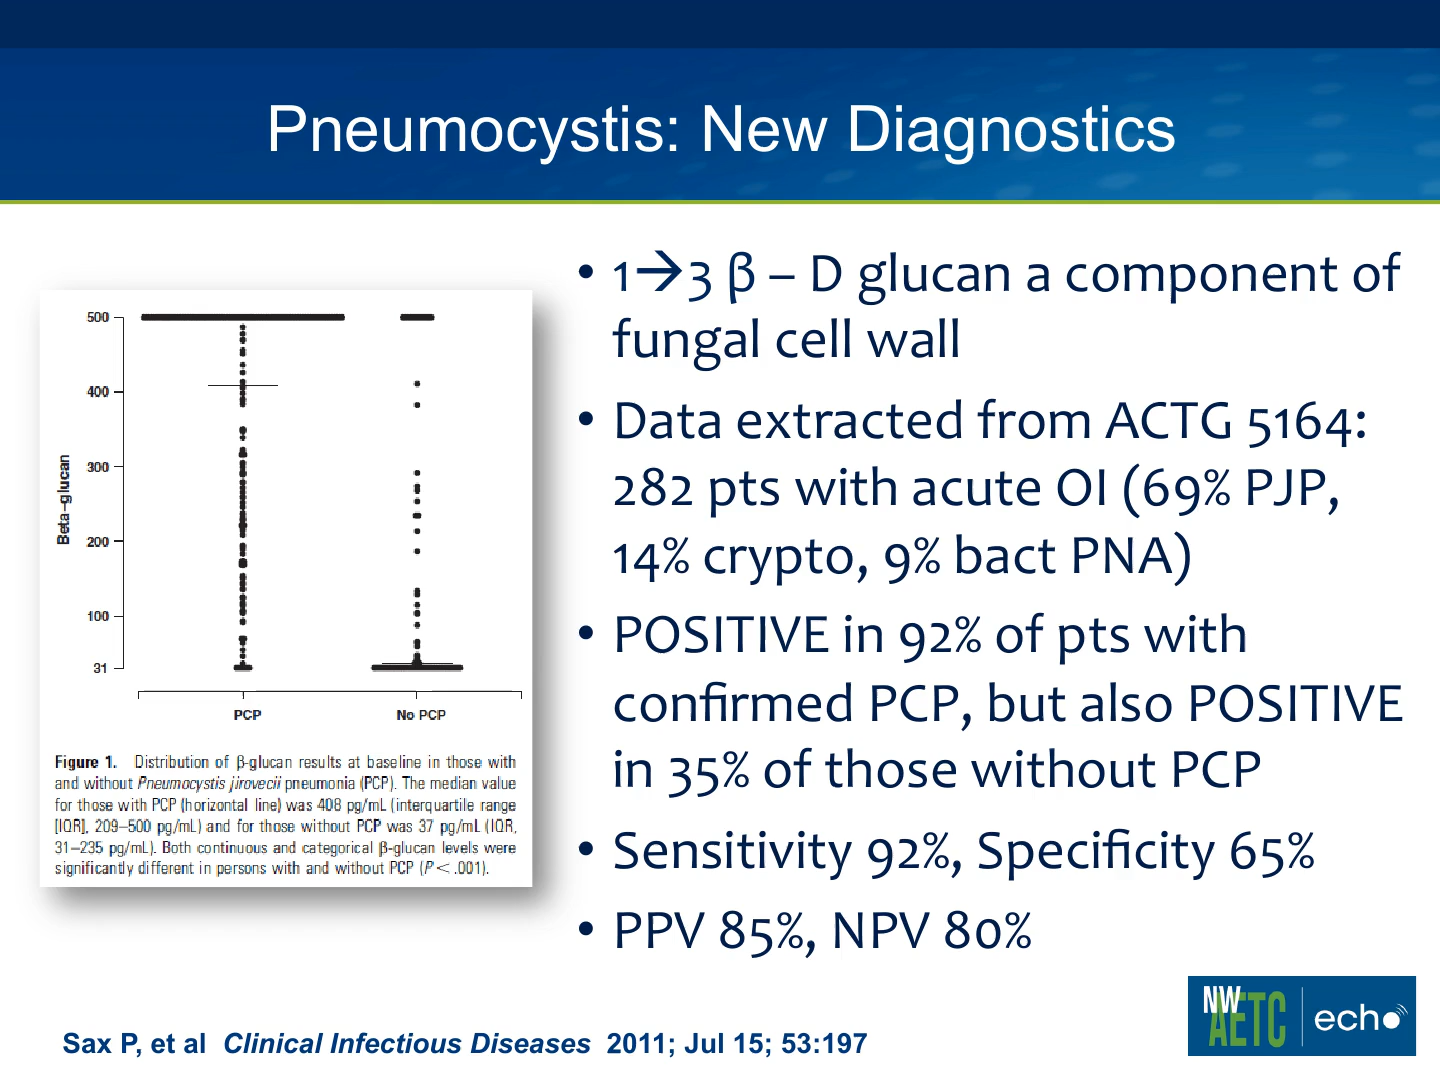 Pneumocystis: New Diagnostics
• 1→3 β – D glucan a component of
fungal cell wall
• Data extracted from ACTG 5164:
282 pts with acute OI (69% PJP,
14% crypto, 9% bact PNA)
• POSITIVE in 92% of pts with
confirmed PCP, but also POSITIVE
in 35% of those without PCP
• Sensitivity 92%, Specificity 65%
• PPV 85%, NPV 80%
Beta–glucan
500
400
300
200
100
31
PCP No PCP
Figure 1. Distribution of β-glucan results at baseline in those with
and without Pneumocystis jirovecii pneumonia (PCP). The median value
for those with PCP (horizontal line) was 408 pg/mL (interquartile range
[IQR], 209–500 pg/mL) and for those without PCP was 37 pg/mL (IQR,
31–235 pg/mL). Both continuous and categorical β-glucan levels were
significantly different in persons with and without PCP (P < .001).
Sax P, et al Clinical Infectious Diseases 2011; Jul 15; 53:197
NW
AETC
echo